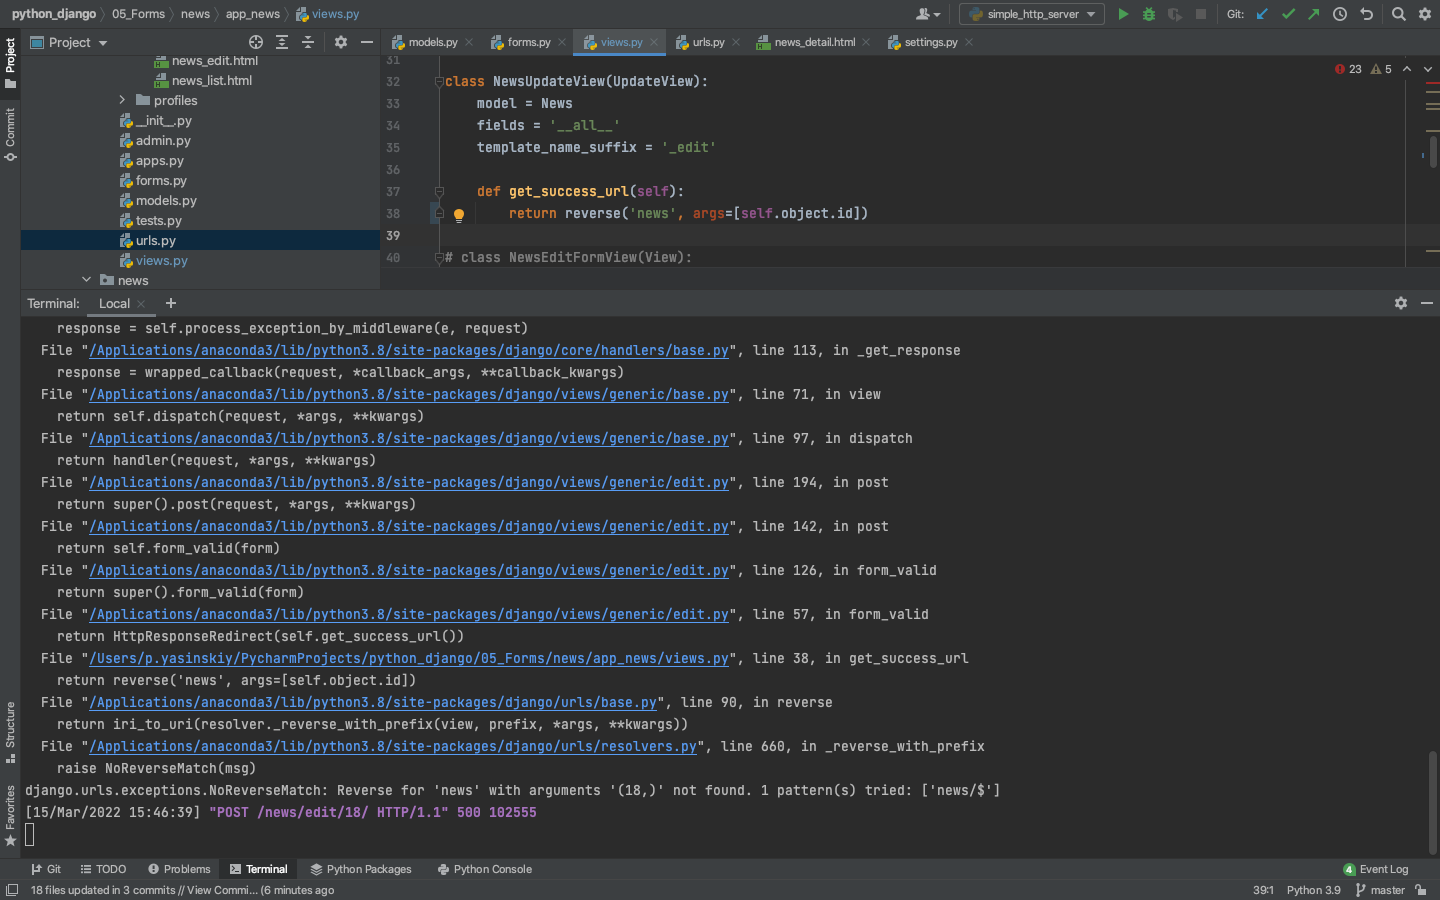 python_django 05_Forms news app_news views.py
simple_http_server
Git:
Project
models.py forms.py views.py urls.py news_detail.html settings.py
news_edit.html
news_list.html
profiles
__init__.py
admin.py
apps.py
forms.py
models.py
tests.py
urls.py
views.py
news
31
32 class NewsUpdateView(UpdateView):
33 model = News
34 fields = '__all__'
35 template_name_suffix = '_edit'
36
37 def get_success_url(self):
38 return reverse('news', args=[self.object.id])
39
40 # class NewsEditFormView(View):
23 5
Project
Commit
Structure
Favorites
Terminal: Local
response = self.process_exception_by_middleware(e, request)
File "/Applications/anaconda3/lib/python3.8/site-packages/django/core/handlers/base.py", line 113, in _get_response
response = wrapped_callback(request, *callback_args, **callback_kwargs)
File "/Applications/anaconda3/lib/python3.8/site-packages/django/views/generic/base.py", line 71, in view
return self.dispatch(request, *args, **kwargs)
File "/Applications/anaconda3/lib/python3.8/site-packages/django/views/generic/base.py", line 97, in dispatch
return handler(request, *args, **kwargs)
File "/Applications/anaconda3/lib/python3.8/site-packages/django/views/generic/edit.py", line 194, in post
return super().post(request, *args, **kwargs)
File "/Applications/anaconda3/lib/python3.8/site-packages/django/views/generic/edit.py", line 142, in post
return self.form_valid(form)
File "/Applications/anaconda3/lib/python3.8/site-packages/django/views/generic/edit.py", line 126, in form_valid
return super().form_valid(form)
File "/Applications/anaconda3/lib/python3.8/site-packages/django/views/generic/edit.py", line 57, in form_valid
return HttpResponseRedirect(self.get_success_url())
File "/Users/p.yasinskiy/PycharmProjects/python_django/05_Forms/news/app_news/views.py", line 38, in get_success_url
return reverse('news', args=[self.object.id])
File "/Applications/anaconda3/lib/python3.8/site-packages/django/urls/base.py", line 90, in reverse
return iri_to_uri(resolver._reverse_with_prefix(view, prefix, *args, **kwargs))
File "/Applications/anaconda3/lib/python3.8/site-packages/django/urls/resolvers.py", line 660, in _reverse_with_prefix
raise NoReverseMatch(msg)
django.urls.exceptions.NoReverseMatch: Reverse for 'news' with arguments '(18,)' not found. 1 pattern(s) tried: ['news/$']
[15/Mar/2022 15:46:39] "POST /news/edit/18/ HTTP/1.1" 500 102555
Git TODO Problems Terminal Python Packages Python Console 4 Event Log
18 files updated in 3 commits // View Commi... (6 minutes ago 39:1 Python 3.9 master